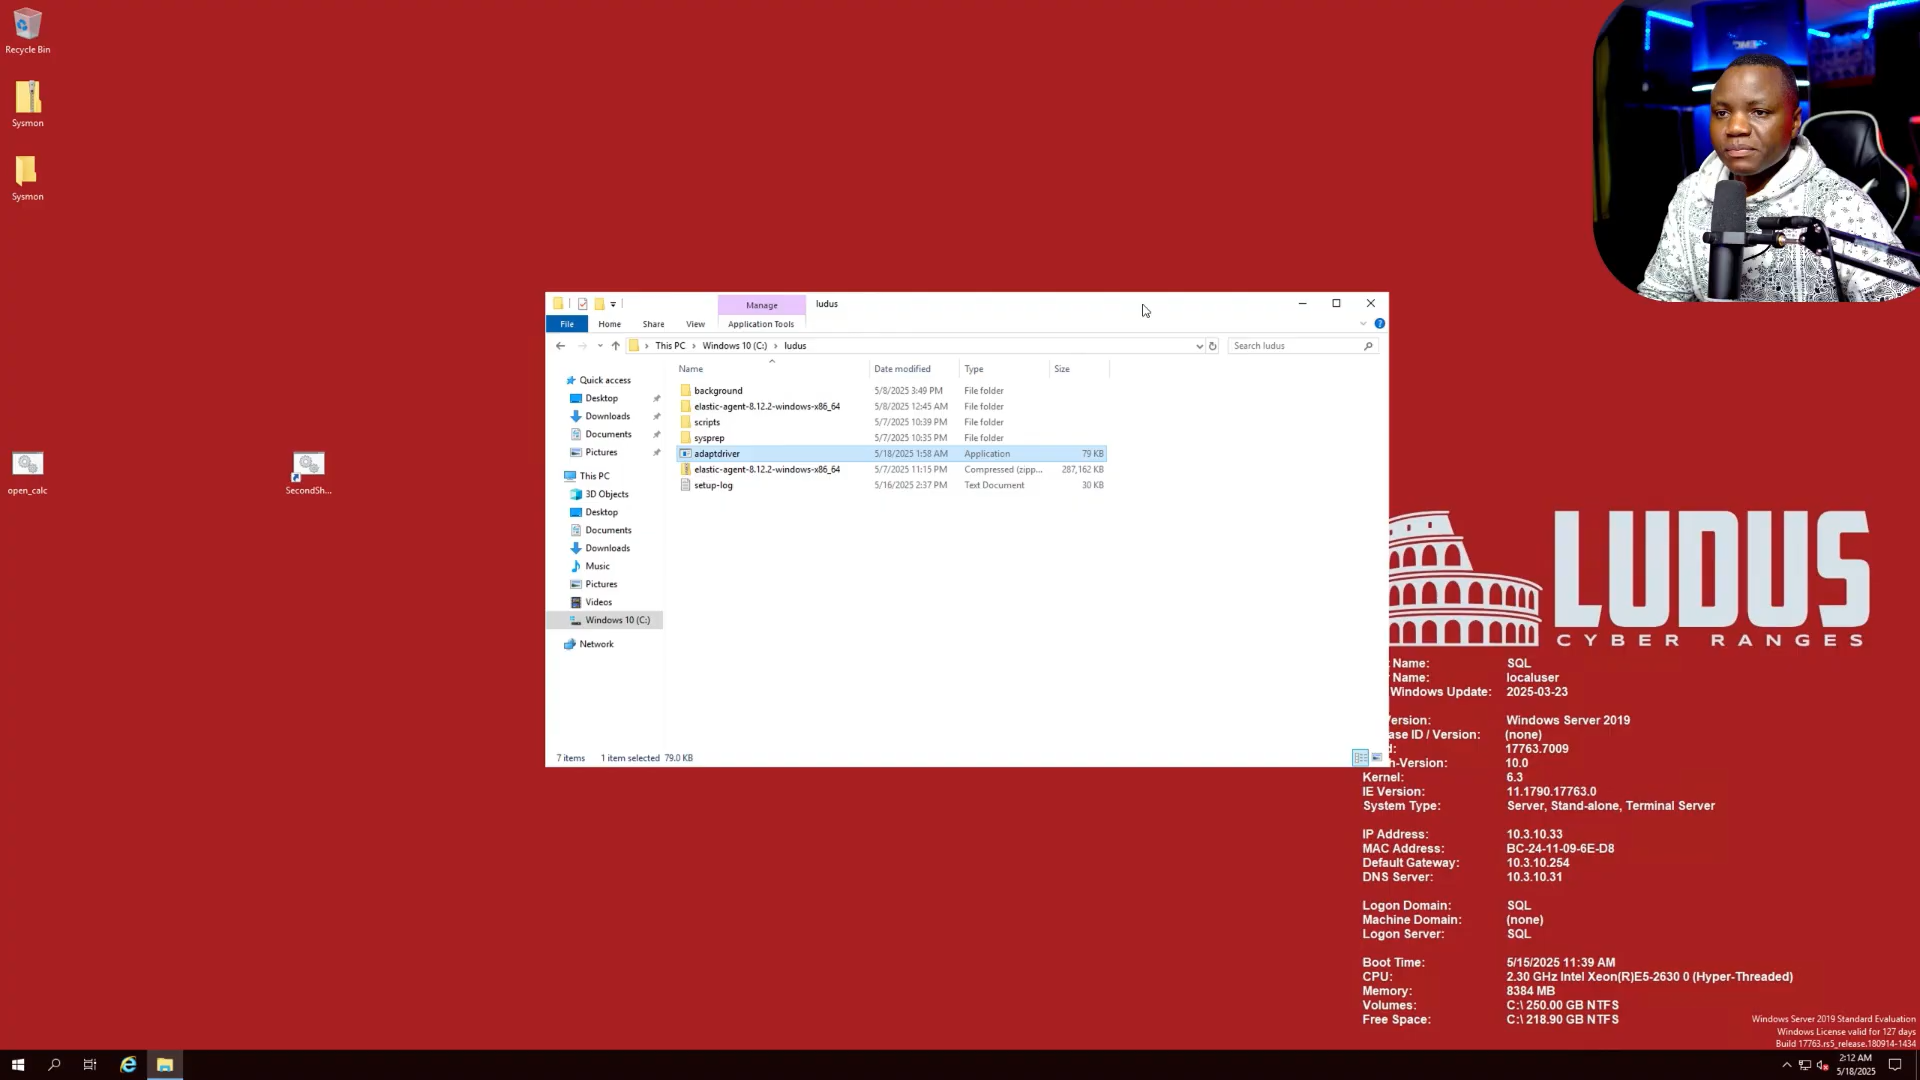 Recycle Bin
Sysmon
Sysmon
open_calc
SecondSh...
Manage
ludus
File
Home
Share
View
Application Tools
This PC
Windows 10 (C:)
ludus
Search ludus
Name
Date modified
Type
Size
Quick access
Desktop
Downloads
Documents
Pictures
This PC
3D Objects
Desktop
Documents
Downloads
Music
Pictures
Videos
Windows 10 (C:)
Network
background 5/8/2025 3:49 PM File folder
elastic-agent-8.12.2-windows-x86_64 5/8/2025 12:45 AM File folder
scripts 5/7/2025 10:39 PM File folder
sysprep 5/7/2025 10:35 PM File folder
adaptdriver 5/18/2025 1:58 AM Application 79 KB
elastic-agent-8.12.2-windows-x86_64 5/7/2025 11:15 PM Compressed (zipp... 287,162 KB
setup-log 5/16/2025 2:37 PM Text Document 30 KB
7 items 1 item selected 79.0 KB
LUDUS
CYBER RANGES
Name: SQL
Name: localuser
Windows Update: 2025-03-23
ersion: Windows Server 2019
ase ID / Version: (none)
d: 17763.7009
h-Version: 10.0
Kernel: 6.3
IE Version: 11.1790.17763.0
System Type: Server, Stand-alone, Terminal Server
IP Address: 10.3.10.33
MAC Address: BC-24-11-09-6E-D8
Default Gateway: 10.3.10.254
DNS Server: 10.3.10.31
Logon Domain: SQL
Machine Domain: (none)
Logon Server: SQL
Boot Time: 5/15/2025 11:39 AM
CPU: 2.30 GHz Intel Xeon(R)E5-2630 0 (Hyper-Threaded)
Memory: 8384 MB
Volumes: C:\ 250.00 GB NTFS
Free Space: C:\ 218.90 GB NTFS
Windows Server 2019 Standard Evaluation
Windows License valid for 127 days
Build 17763.rs5_release.180914-1434
2:12 AM
5/18/2025